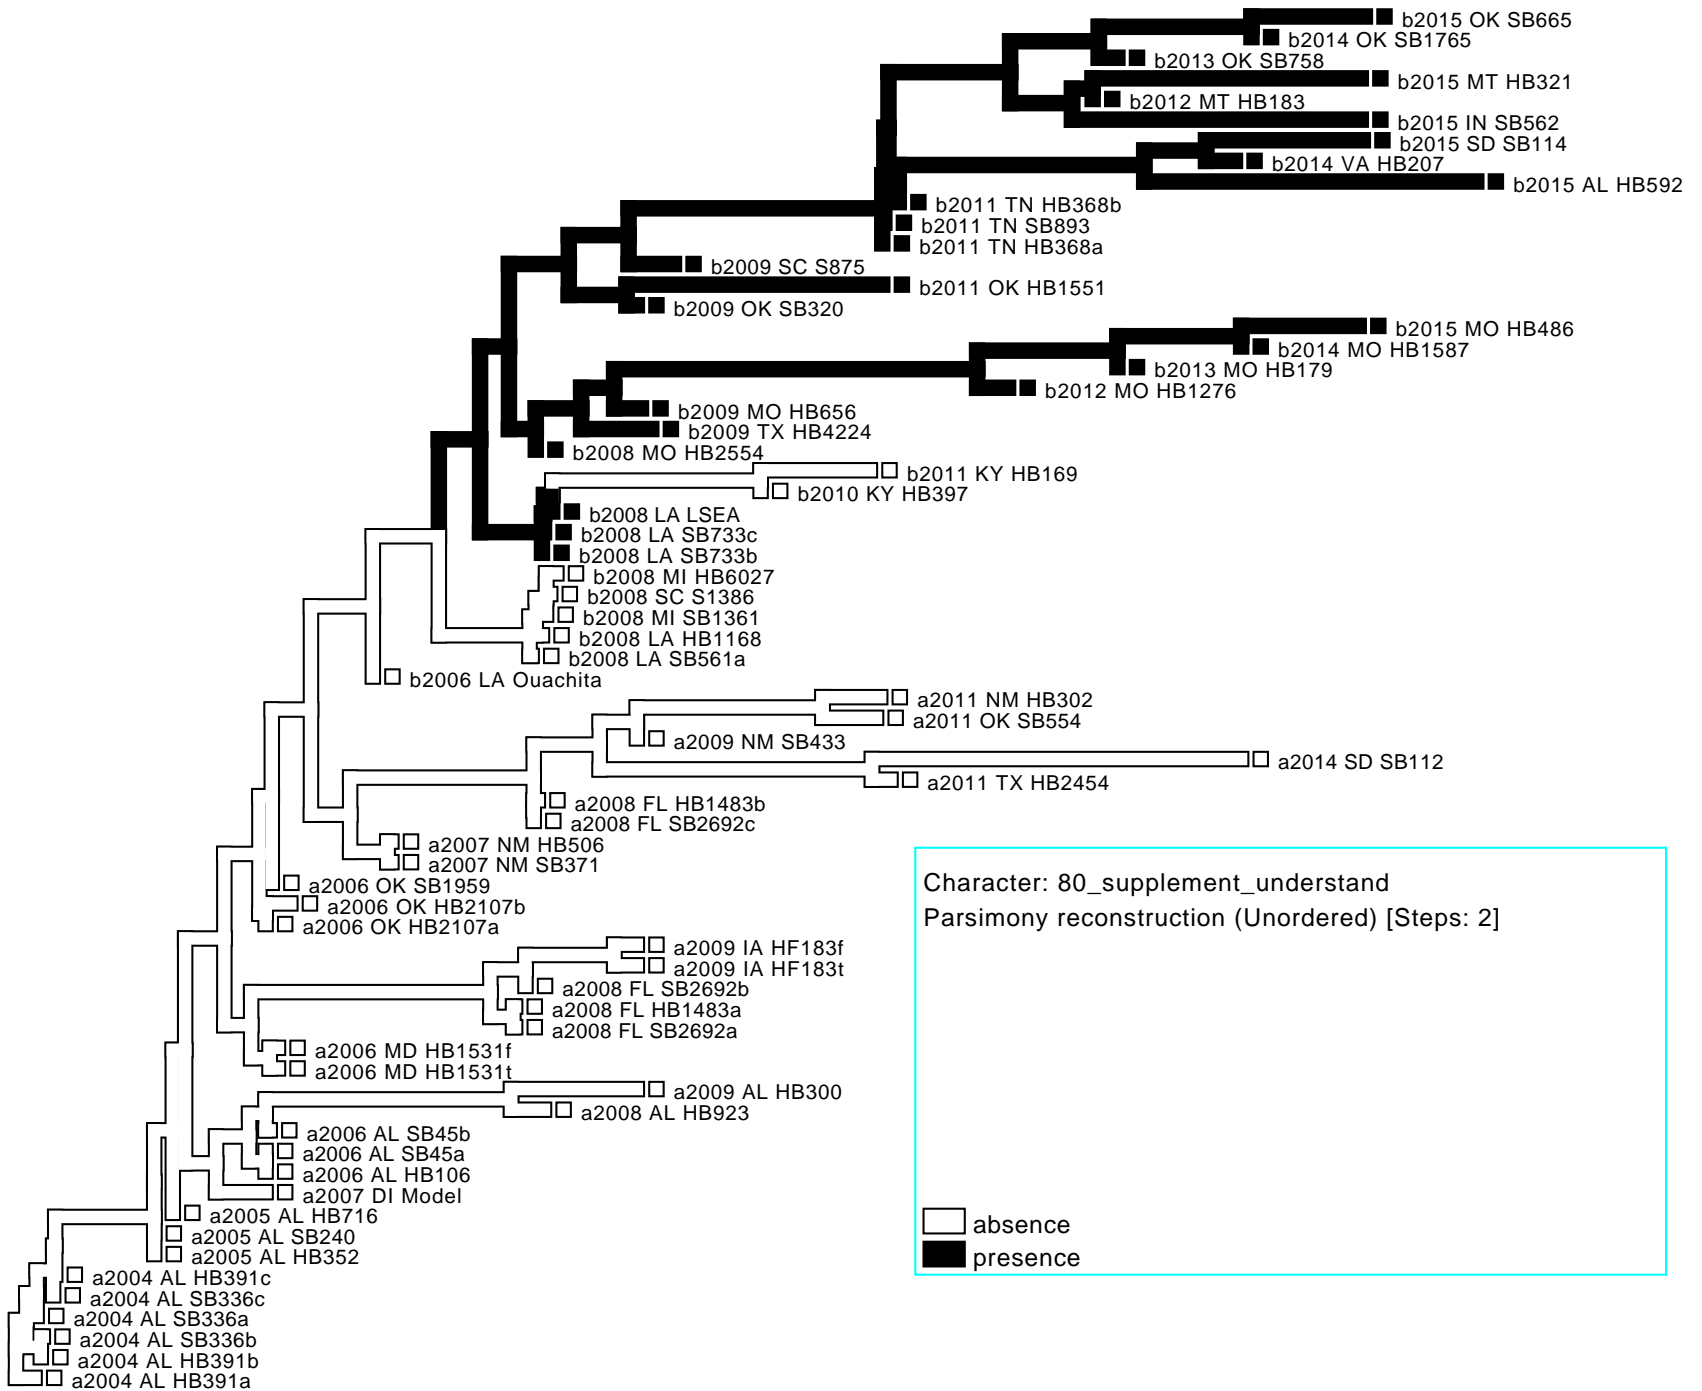 b2015 OK SB665
b2014 OK SB1765
b2013 OK SB758
b2015 MT HB321
b2012 MT HB183
b2015 IN SB562
b2015 SD SB114
b2014 VA HB207
b2015 AL HB592
b2011 TN HB368b
b2011 TN SB893
b2011 TN HB368a
b2009 SC S875
b2011 OK HB1551
b2009 OK SB320
b2015 MO HB486
b2014 MO HB1587
b2013 MO HB179
b2012 MO HB1276
b2009 MO HB656
b2009 TX HB4224
b2008 MO HB2554
b2011 KY HB169
b2010 KY HB397
b2008 LA LSEA
b2008 LA SB733c
b2008 LA SB733b
b2008 MI HB6027
b2008 SC S1386
b2008 MI SB1361
b2008 LA HB1168
b2008 LA SB561a
b2006 LA Ouachita
a2011 NM HB302
a2011 OK SB554
a2009 NM SB433
a2014 SD SB112
a2011 TX HB2454
a2008 FL HB1483b
a2008 FL SB2692c
a2007 NM HB506
a2007 NM SB371
a2006 OK SB1959
a2006 OK HB2107b
a2006 OK HB2107a
a2009 IA HF183f
a2009 IA HF183t
a2008 FL SB2692b
a2008 FL HB1483a
a2008 FL SB2692a
a2006 MD HB1531f
a2006 MD HB1531t
a2009 AL HB300
a2008 AL HB923
a2006 AL SB45b
a2006 AL SB45a
a2006 AL HB106
a2007 DI Model
a2005 AL HB716
a2005 AL SB240
a2005 AL HB352
a2004 AL HB391c
a2004 AL SB336c
a2004 AL SB336a
a2004 AL SB336b
a2004 AL HB391b
a2004 AL HB391a
Character: 80_supplement_understand
Parsimony reconstruction (Unordered) [Steps: 2]
absence
presence